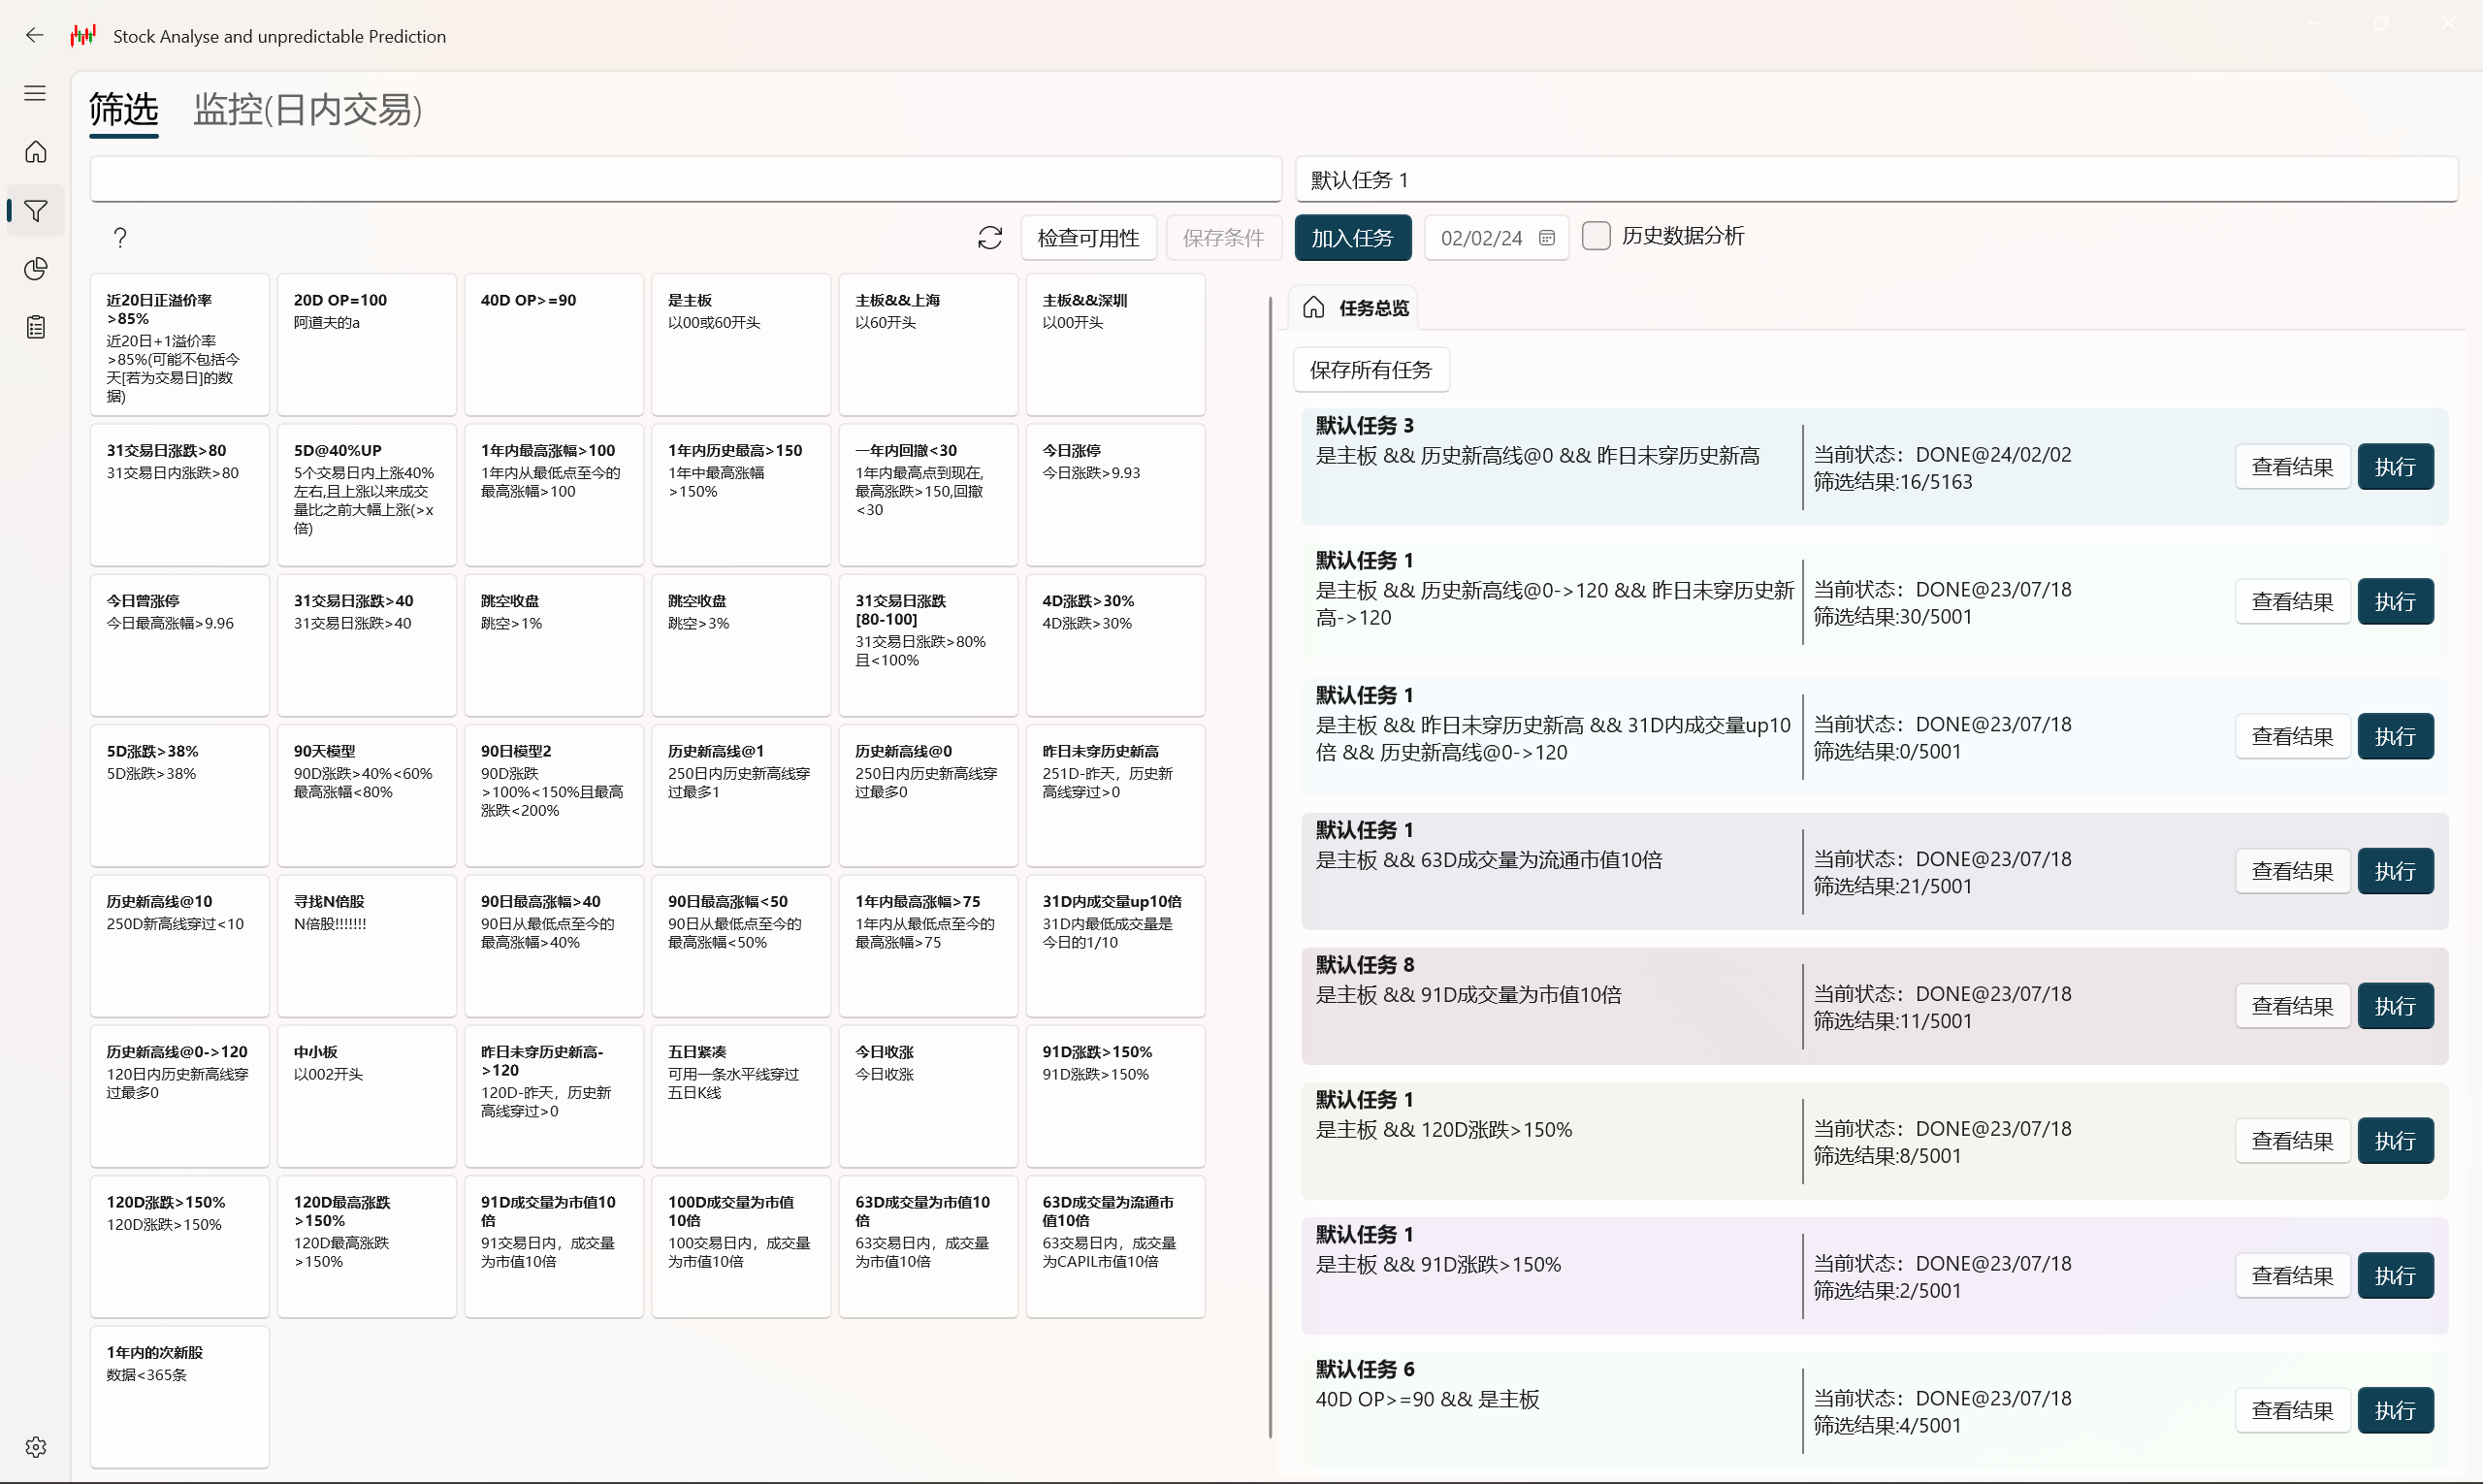 Stock Analyse and unpredictable Prediction
筛选
监控(日内交易)
默认任务 1
?
检查可用性
保存条件
加入任务
02/02/24
历史数据分析
近20日正溢价率
>85%
近20日+1溢价率
>85%(可能不包括今
天[若为交易日]的数
据)
20D OP=100
阿道夫的a
40D OP>=90
是主板
以00或60开头
主板&&上海
以60开头
主板&&深圳
以00开头
31交易日涨跌>80
31交易日内涨跌>80
5D@40%UP
5个交易日内上涨40%
左右,且上涨以来成交
量比之前大幅上涨(>x
倍)
1年内最高涨幅>100
1年内从最低点至今的
最高涨幅>100
1年内历史最高>150
1年中最高涨幅
>150%
一年内回撤<30
1年内最高点到现在,
最高涨跌>150,回撤
<30
今日涨停
今日涨跌>9.93
今日曾涨停
今日最高涨幅>9.96
31交易日涨跌>40
31交易日涨跌>40
跳空收盘
跳空>1%
跳空收盘
跳空>3%
31交易日涨跌
[80-100]
31交易日涨跌>80%
且<100%
4D涨跌>30%
4D涨跌>30%
5D涨跌>38%
5D涨跌>38%
90天模型
90D涨跌>40%<60%
最高涨幅<80%
90日模型2
90D涨跌
>100%<150%且最高
涨跌<200%
历史新高线@1
250日内历史新高线穿
过最多1
历史新高线@0
250日内历史新高线穿
过最多0
昨日未穿历史新高
251D-昨天，历史新
高线穿过>0
历史新高线@10
250D新高线穿过<10
寻找N倍股
N倍股!!!!!!!
90日最高涨幅>40
90日从最低点至今的
最高涨幅>40%
90日最高涨幅<50
90日从最低点至今的
最高涨幅<50%
1年内最高涨幅>75
1年内从最低点至今的
最高涨幅>75
31D内成交量up10倍
31D内最低成交量是
今日的1/10
历史新高线@0->120
120日内历史新高线穿
过最多0
中小板
以002开头
昨日未穿历史新高-
>120
120D-昨天，历史新
高线穿过>0
五日紧凑
可用一条水平线穿过
五日K线
今日收涨
今日收涨
91D涨跌>150%
91D涨跌>150%
120D涨跌>150%
120D涨跌>150%
120D最高涨跌
>150%
120D最高涨跌
>150%
91D成交量为市值10
倍
91交易日内，成交量
为市值10倍
100D成交量为市值
10倍
100交易日内，成交量
为市值10倍
63D成交量为市值10
倍
63交易日内，成交量
为市值10倍
63D成交量为流通市
值10倍
63交易日内，成交量
为CAPIL市值10倍
1年内的次新股
数据<365条
任务总览
保存所有任务
默认任务 3
是主板 && 历史新高线@0 && 昨日未穿历史新高
当前状态：DONE@24/02/02
筛选结果:16/5163
查看结果
执行
默认任务 1
是主板 && 历史新高线@0->120 && 昨日未穿历史新
高->120
当前状态：DONE@23/07/18
筛选结果:30/5001
查看结果
执行
默认任务 1
是主板 && 昨日未穿历史新高 && 31D内成交量up10
倍 && 历史新高线@0->120
当前状态：DONE@23/07/18
筛选结果:0/5001
查看结果
执行
默认任务 1
是主板 && 63D成交量为流通市值10倍
当前状态：DONE@23/07/18
筛选结果:21/5001
查看结果
执行
默认任务 8
是主板 && 91D成交量为市值10倍
当前状态：DONE@23/07/18
筛选结果:11/5001
查看结果
执行
默认任务 1
是主板 && 120D涨跌>150%
当前状态：DONE@23/07/18
筛选结果:8/5001
查看结果
执行
默认任务 1
是主板 && 91D涨跌>150%
当前状态：DONE@23/07/18
筛选结果:2/5001
查看结果
执行
默认任务 6
40D OP>=90 && 是主板
当前状态：DONE@23/07/18
筛选结果:4/5001
查看结果
执行